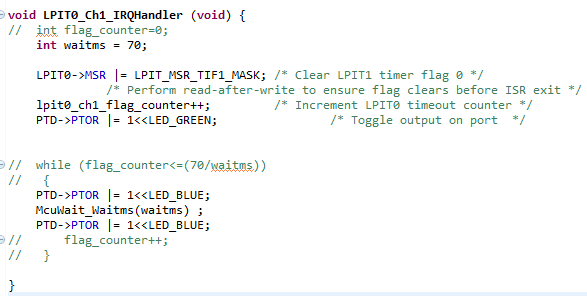 void LPIT0_Ch1_IRQHandler (void) {
//  int flag_counter=0;
    int waitms = 70;
    LPIT0->MSR |= LPIT_MSR_TIF1_MASK; /* Clear LPIT1 timer flag 0 */
              /* Perform read-after-write to ensure flag clears before ISR exit */
    lpit0_ch1_flag_counter++;         /* Increment LPIT0 timeout counter */
    PTD->PTOR |= 1<<LED_GREEN;                /* Toggle output on port  */
//  while (flag_counter<=(70/waitms))
//   {
    PTD->PTOR |= 1<<LED_BLUE;
    McuWait_Waitms(waitms) ;
    PTD->PTOR |= 1<<LED_BLUE;
//      flag_counter++;
//   }
}